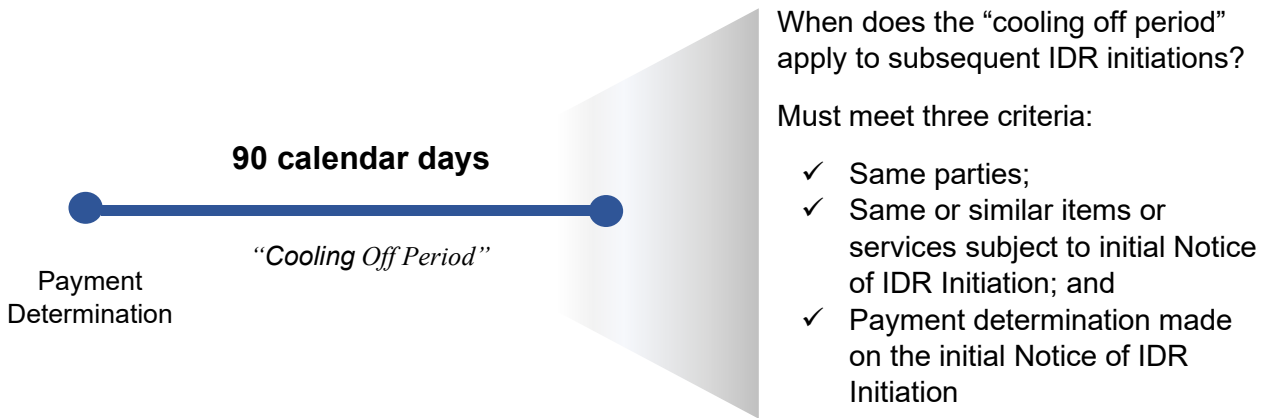 90 calendar days
“Cooling Off Period”
Payment
Determination
When does the “cooling off period”
apply to subsequent IDR initiations?
Must meet three criteria:
✓ Same parties;
✓ Same or similar items or
services subject to initial Notice
of IDR Initiation; and
✓ Payment determination made
on the initial Notice of IDR
Initiation